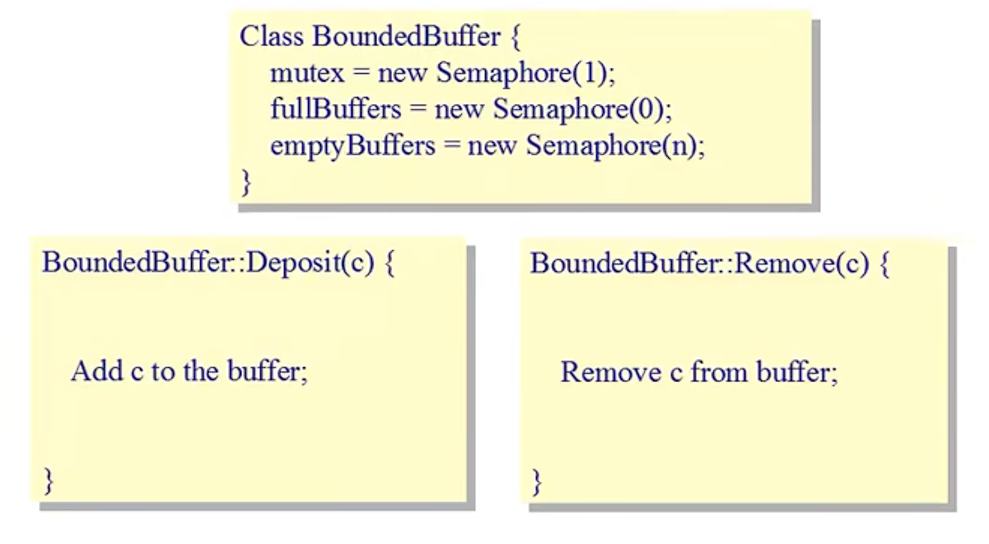 Class BoundedBuffer {
mutex = new Semaphore(1);
fullBuffers = new Semaphore(0);
emptyBuffers = new Semaphore(n);
}
BoundedBuffer::Deposit(c) {
Add c to the buffer;
}
BoundedBuffer::Remove(c) {
Remove c from buffer;
}